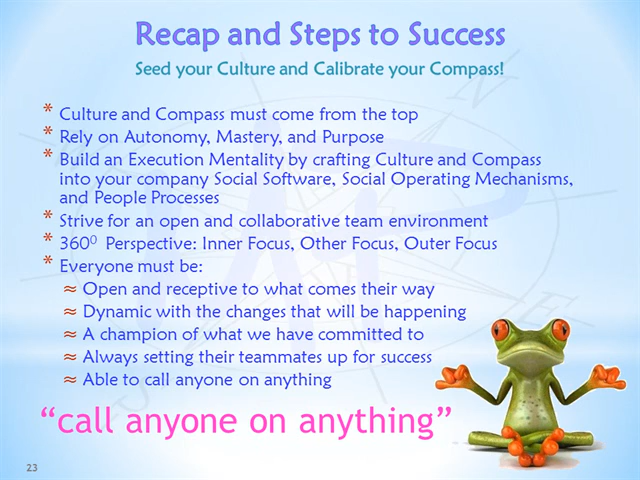 Recap and Steps to Success
Seed your Culture and Calibrate your Compass!
* Culture and Compass must come from the top
* Rely on Autonomy, Mastery, and Purpose
* Build an Execution Mentality by crafting Culture and Compass
into your company Social Software, Social Operating Mechanisms,
and People Processes
* Strive for an open and collaborative team environment
* 360⁰ Perspective: Inner Focus, Other Focus, Outer Focus
* Everyone must be:
≈ Open and receptive to what comes their way
≈ Dynamic with the changes that will be happening
≈ A champion of what we have committed to
≈ Always setting their teammates up for success
≈ Able to call anyone on anything
“call anyone on anything”
23